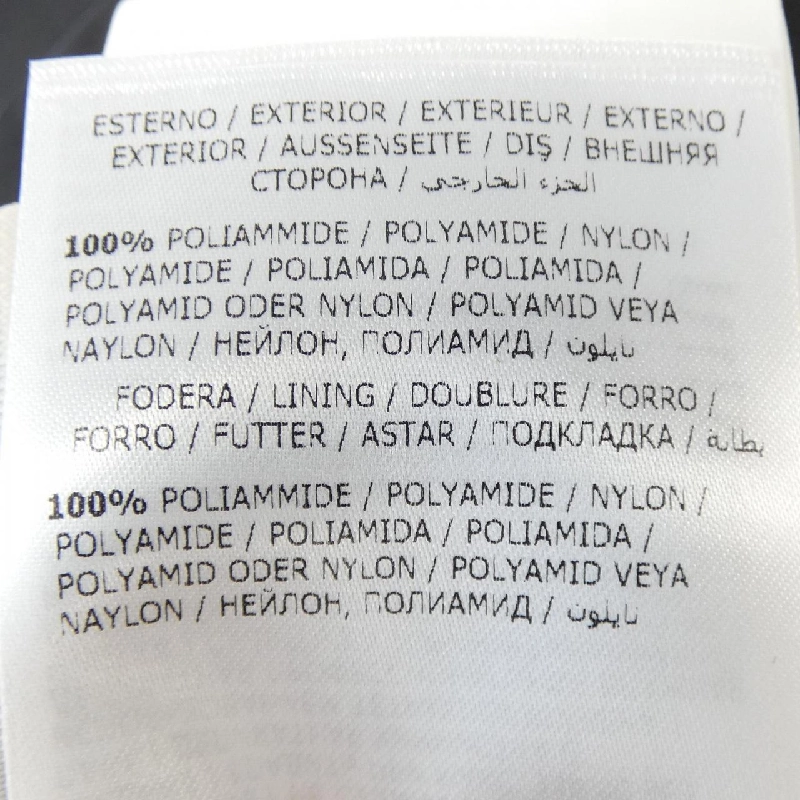 ESTERNO / EXTERIOR / EXTERIEUR / EXTERNO /
EXTERIOR / AUSSENSEITE / DIŞ / ВНЕШНЯЯ
СТОРОНА / الجزء الخارجي
100% POLIAMMIDE / POLYAMIDE / NYLON /
POLYAMIDE / POLIAMIDA / POLIAMIDA /
POLYAMID ODER NYLON / POLYAMID VEYA
NAYLON / НЕЙЛОН, ПОЛИАМИД / نايلون
FODERA / LINING / DOUBLURE / FORRO /
FORRO / FUTTER / ASTAR / ПОДКЛАДКА / بطانة
100% POLIAMMIDE / POLYAMIDE / NYLON /
POLYAMIDE / POLIAMIDA / POLIAMIDA /
POLYAMID ODER NYLON / POLYAMID VEYA
NAYLON / НЕЙЛОН, ПОЛИАМИД / نايلون